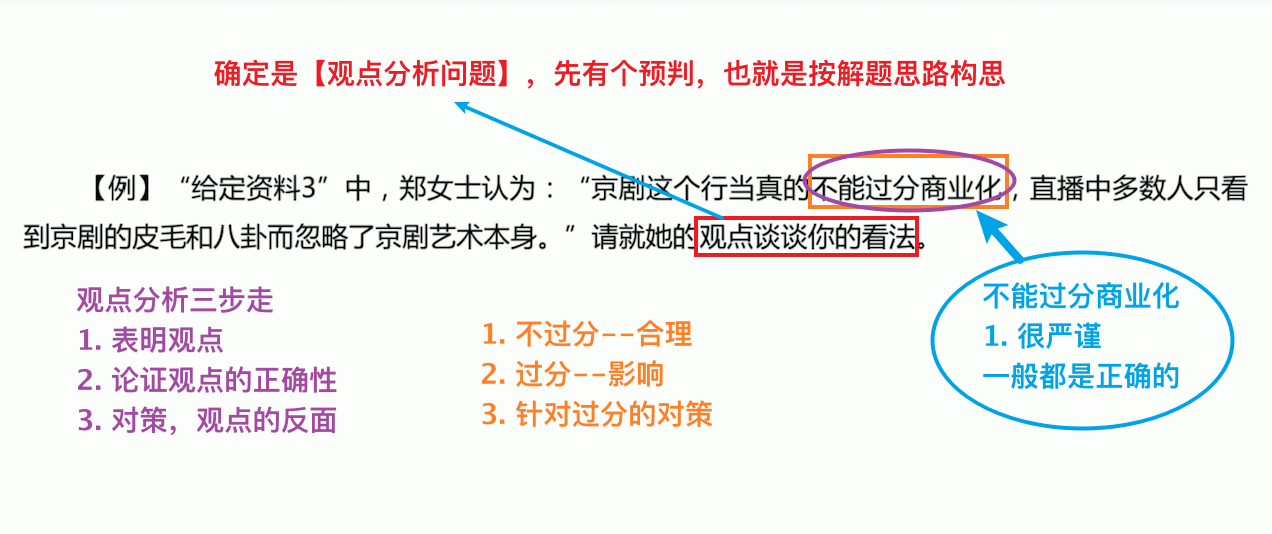 确定是【观点分析问题】，先有个预判，也就是按解题思路构思
【例】“给定资料3”中，郑女士认为：“京剧这个行当真的不能过分商业化，直播中多数人只看
到京剧的皮毛和八卦而忽略了京剧艺术本身。”请就她的观点谈谈你的看法。
观点分析三步走
1. 表明观点
2. 论证观点的正确性
3. 对策，观点的反面
1. 不过分--合理
2. 过分--影响
3. 针对过分的对策
不能过分商业化
1. 很严谨
一般都是正确的